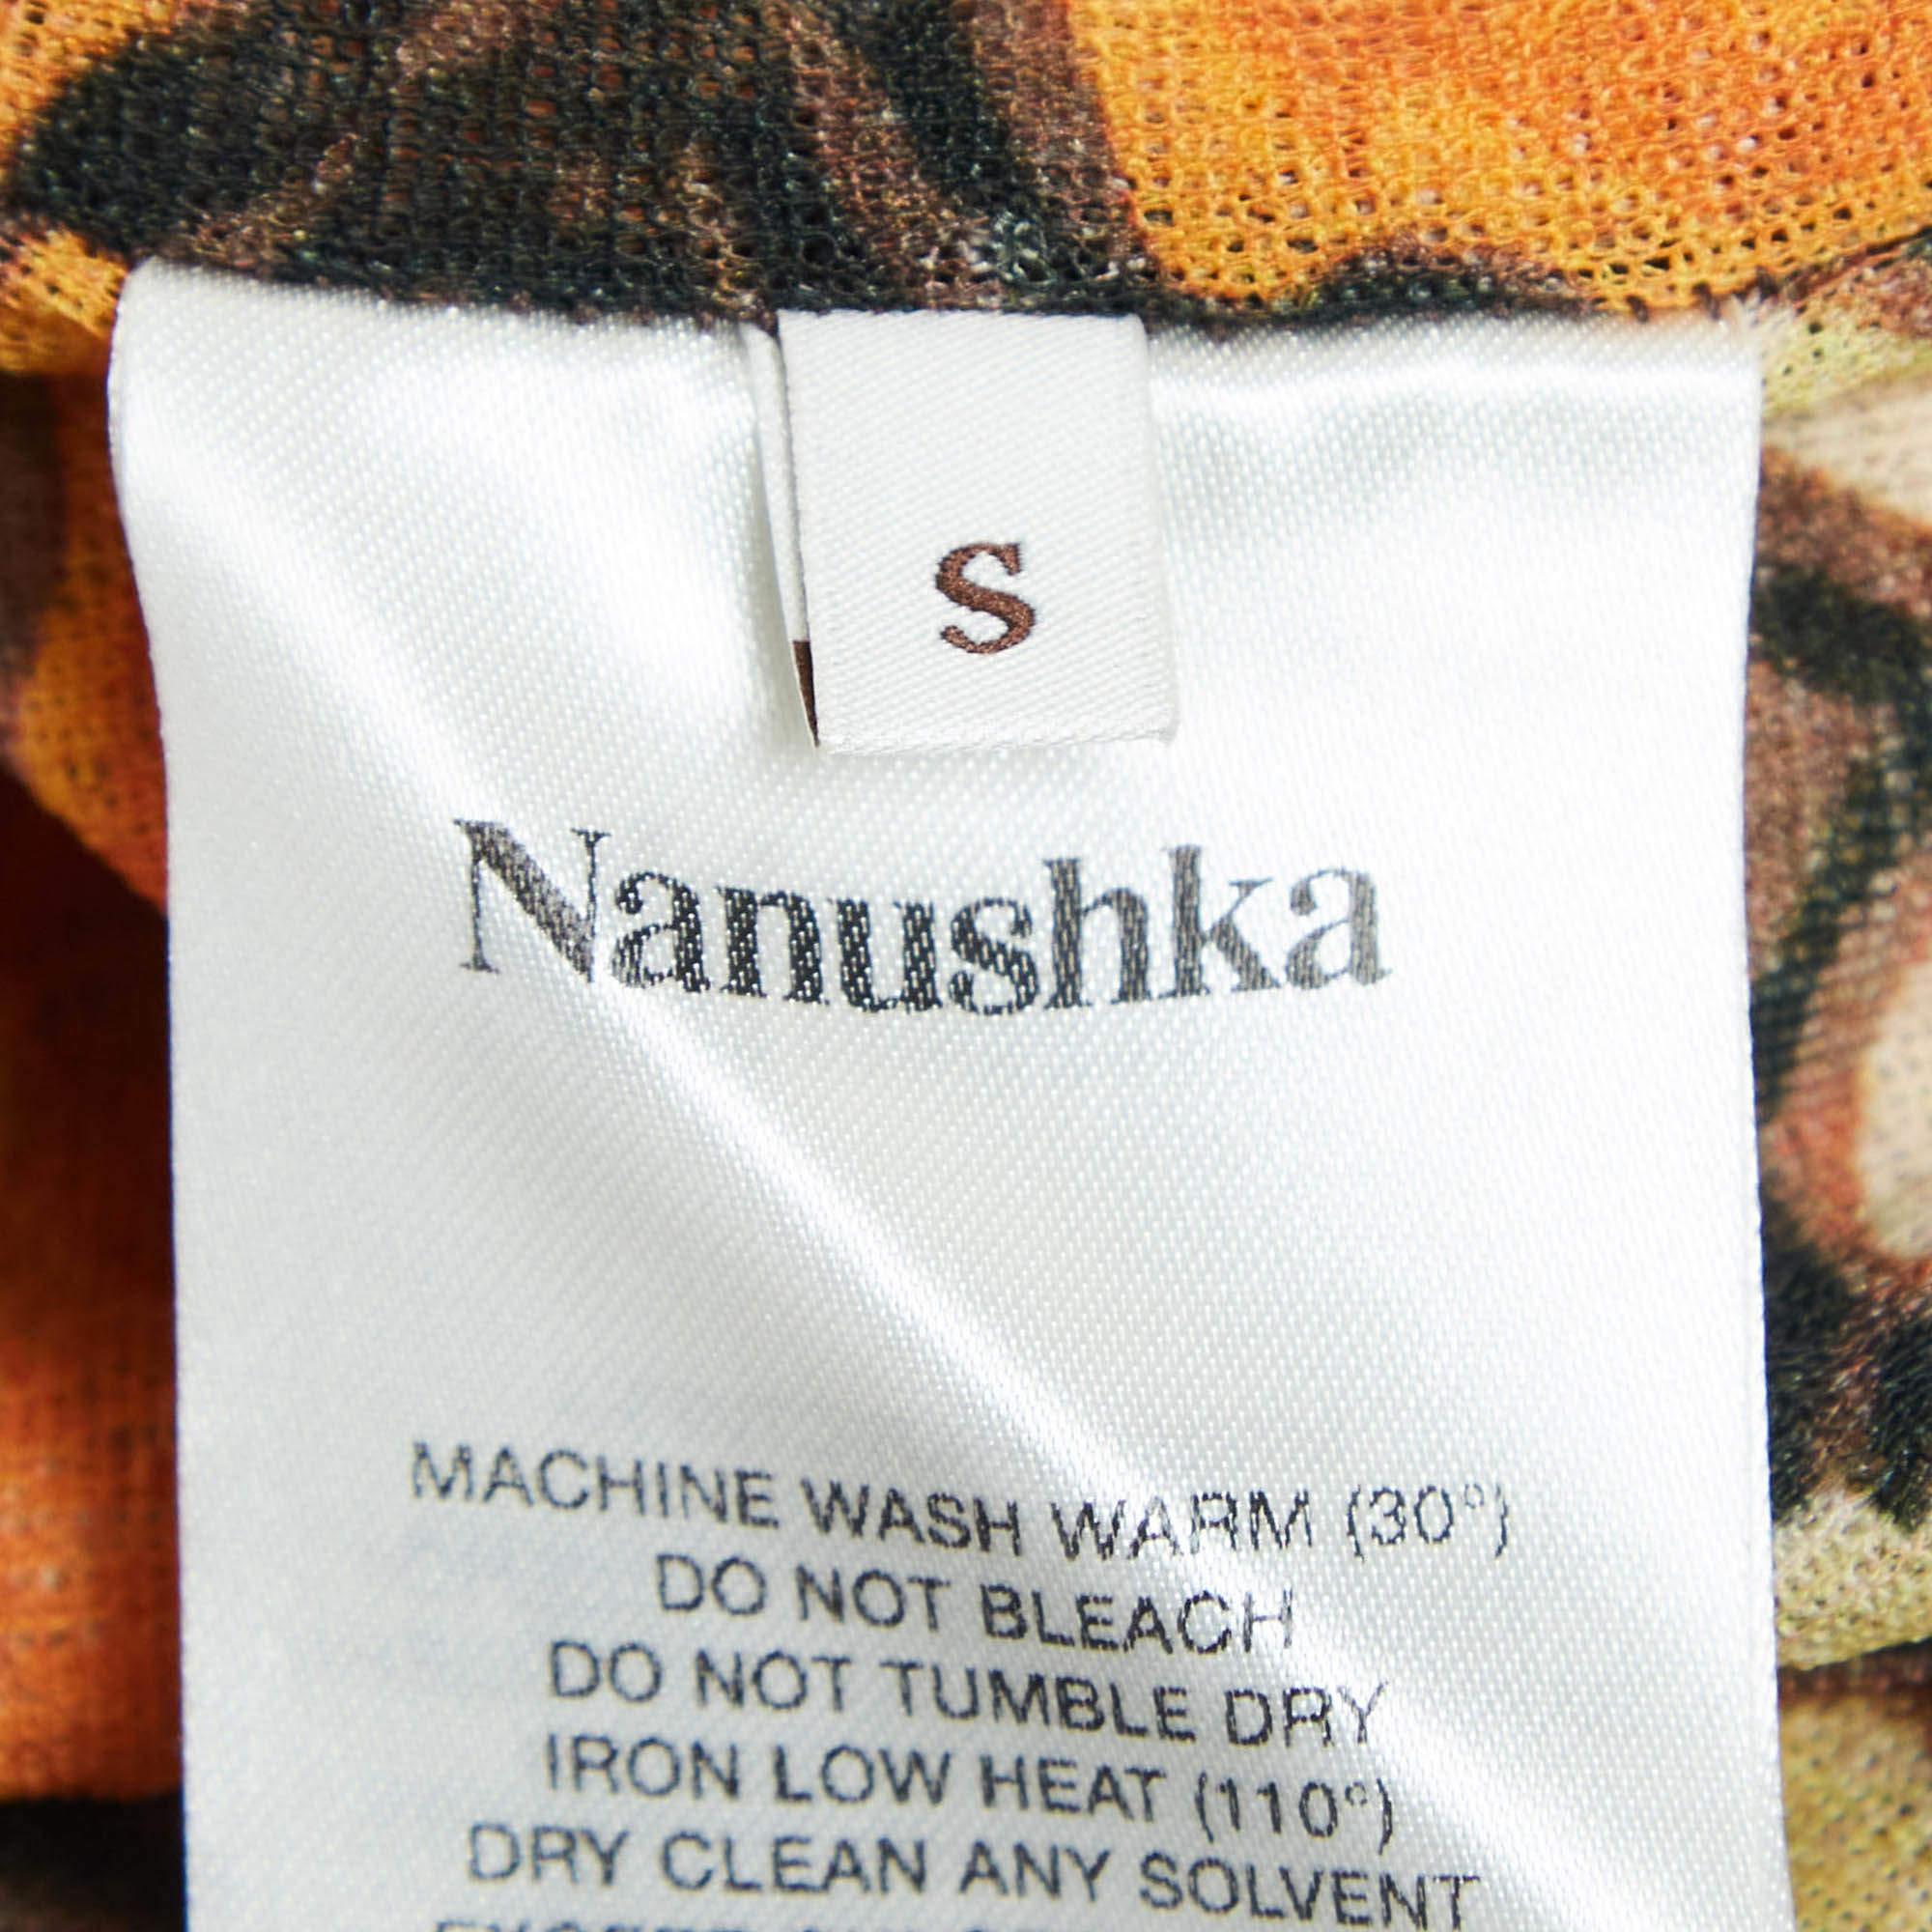 S
Nanushka
MACHINE WASH WARM (30°)
DO NOT BLEACH
DO NOT TUMBLE DRY
IRON LOW HEAT (110°)
DRY CLEAN ANY SOLVENT